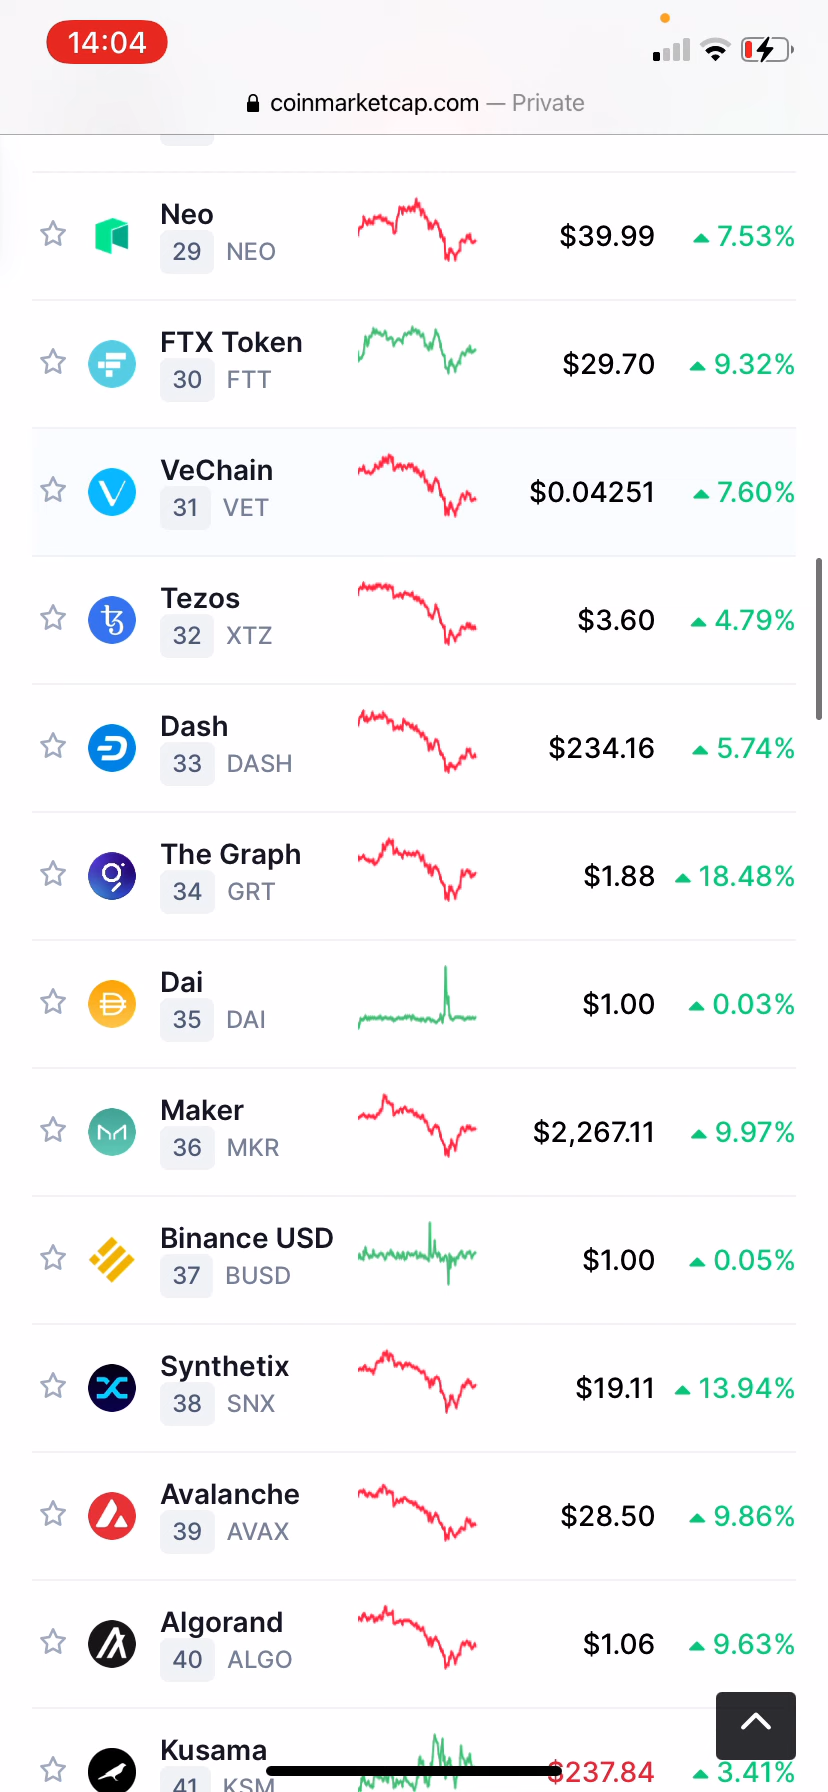 14:04
coinmarketcap.com — Private
Neo
29 NEO
$39.99
7.53%
FTX Token
30 FTT
$29.70
9.32%
VeChain
31 VET
$0.04251
7.60%
Tezos
32 XTZ
$3.60
4.79%
Dash
33 DASH
$234.16
5.74%
The Graph
34 GRT
$1.88
18.48%
Dai
35 DAI
$1.00
0.03%
Maker
36 MKR
$2,267.11
9.97%
Binance USD
37 BUSD
$1.00
0.05%
Synthetix
38 SNX
$19.11
13.94%
Avalanche
39 AVAX
$28.50
9.86%
Algorand
40 ALGO
$1.06
9.63%
Kusama
41 KSM
$237.84
3.41%